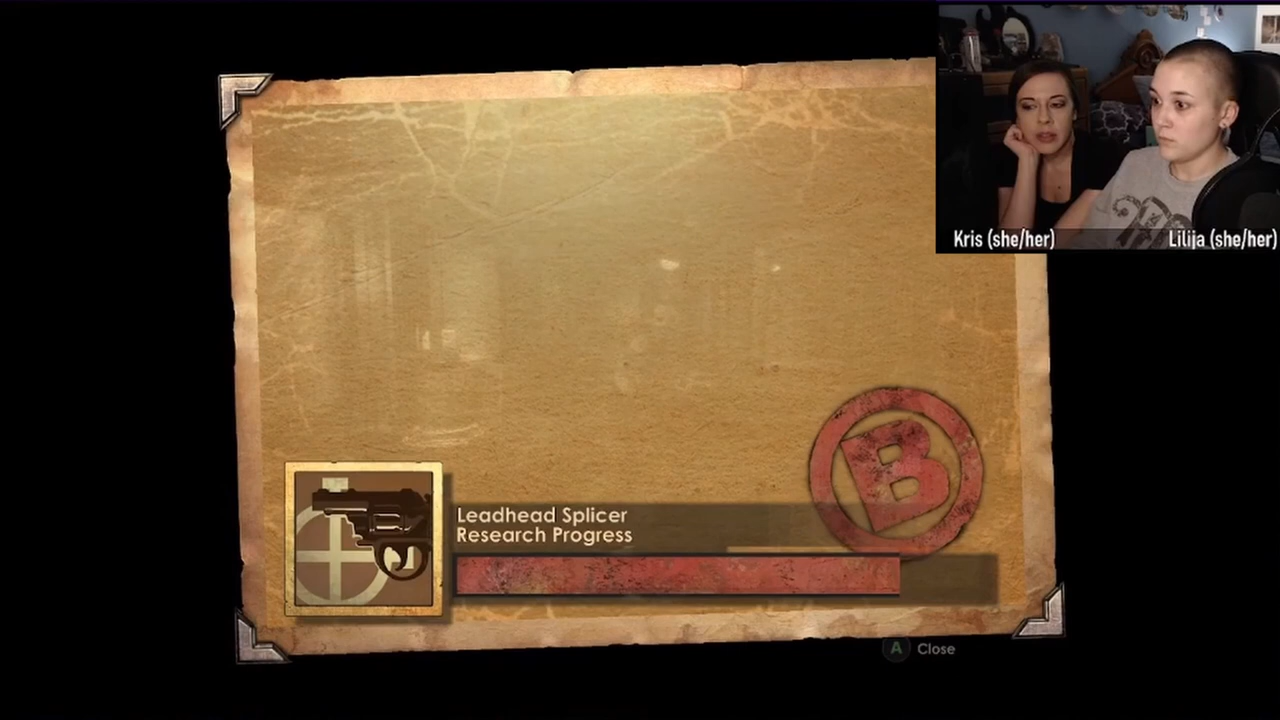 Kris (she/her)
Lilija (she/her)
B
Leadhead Splicer
Research Progress
A Close